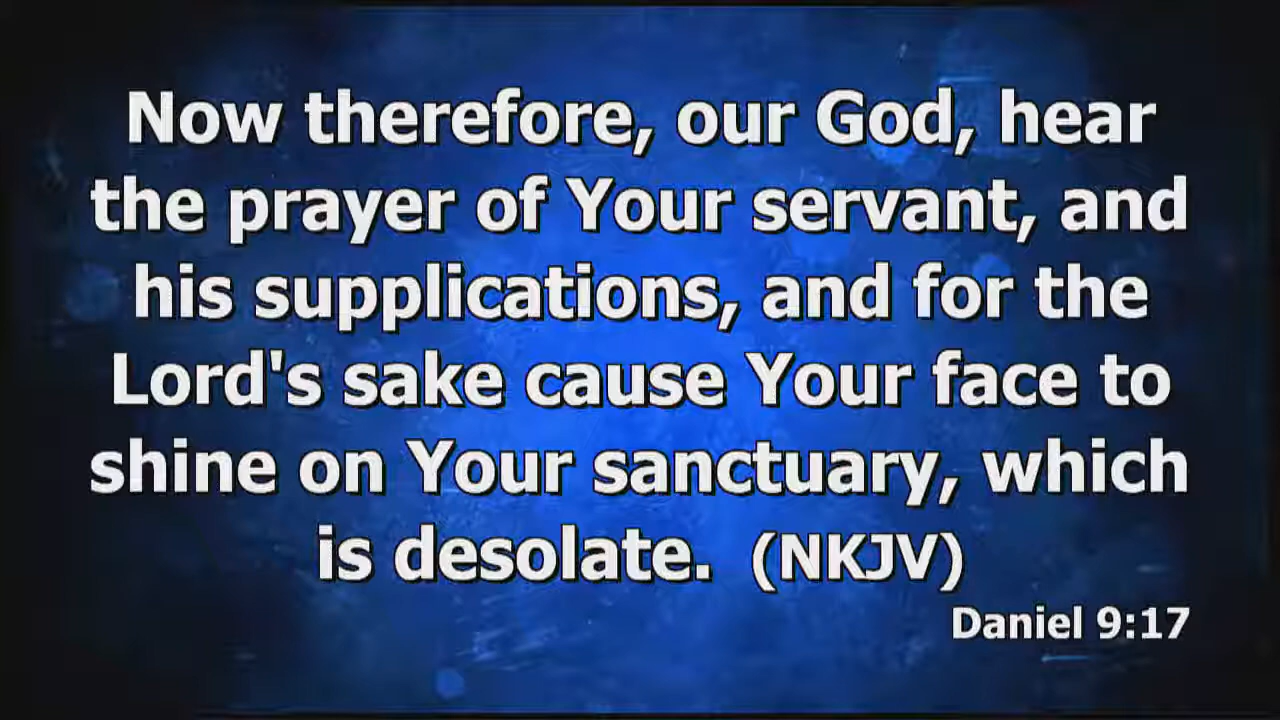 Now therefore, our God, hear
the prayer of Your servant, and
his supplications, and for the
Lord's sake cause Your face to
shine on Your sanctuary, which
is desolate.  (NKJV)
Daniel 9:17